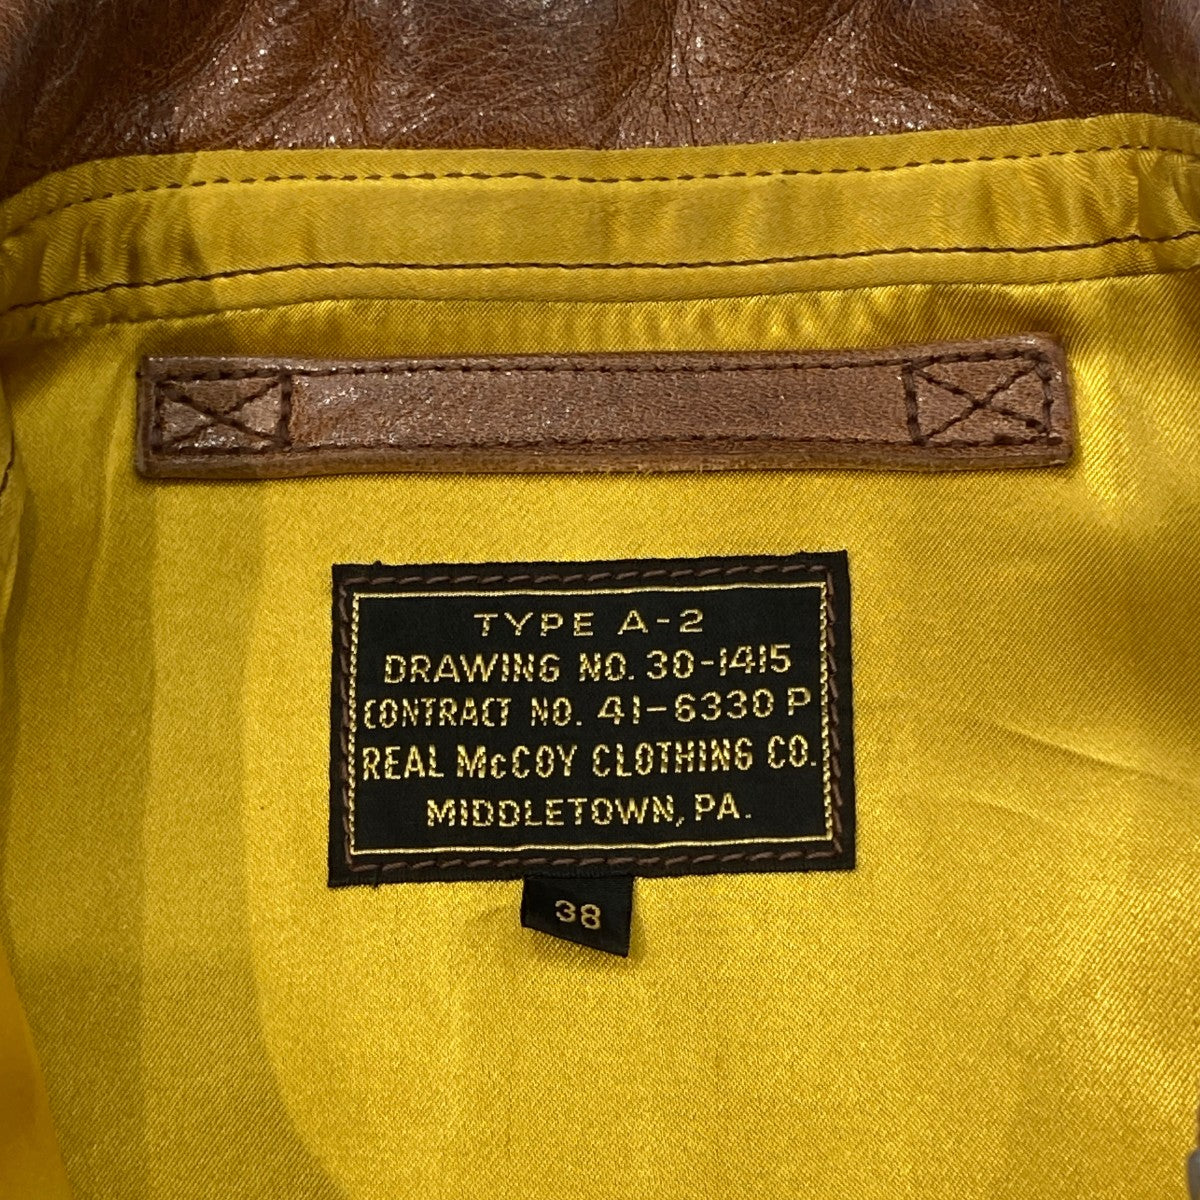 TYPE A-2
DRAWING NO. 30-1415
CONTRACT NO. 41-6330 P
REAL McCOY CLOTHING CO.
MIDDLETOWN, PA.
38